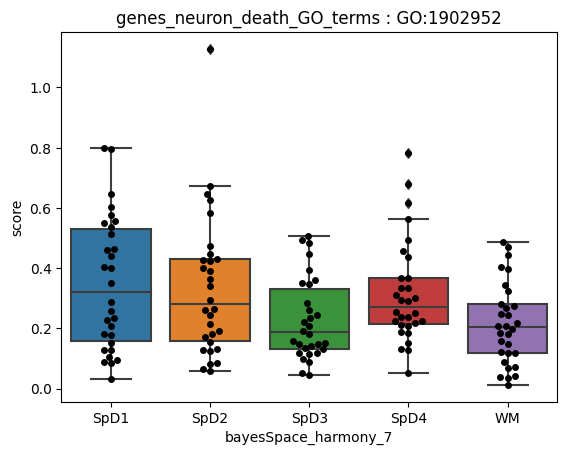 genes_neuron_death_GO_terms : GO:1902952
1.0
0.8
0.6
0.4
0.2
0.0
score
SpD1 SpD2 SpD3 SpD4 WM
bayesSpace_harmony_7